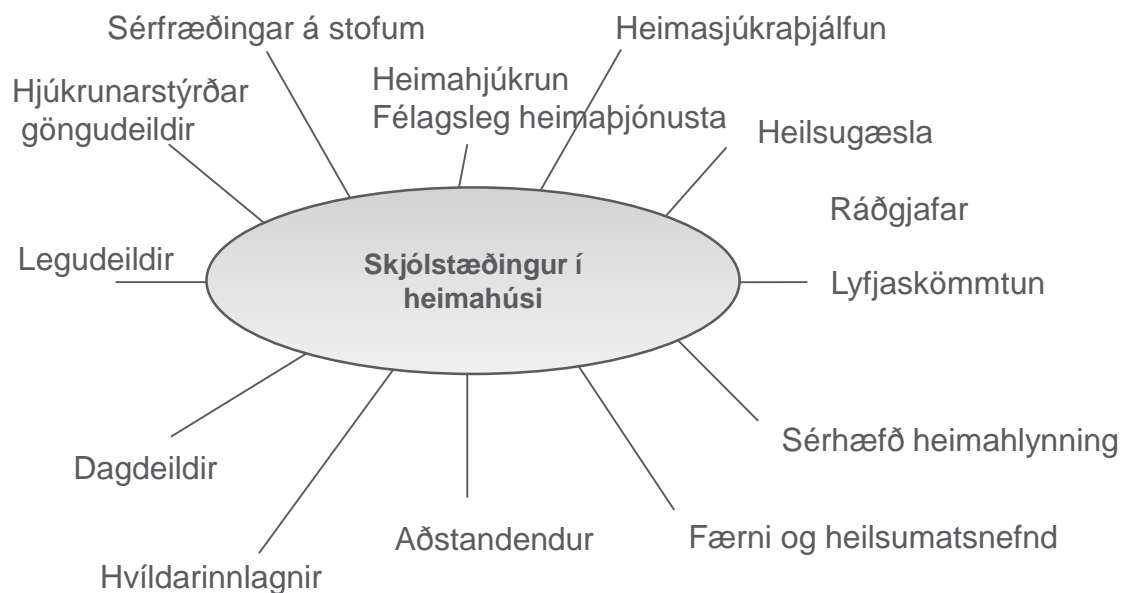 Sérfræðingar á stofum
Heimasjúkraþjálfun
Heimahjúkrun
Félagsleg heimaþjónusta
Hjúkrunarstýrðar
göngudeildir
Heilsugæsla
Ráðgjafar
Legudeildir
Skjólstæðingur í
heimahúsi
Lyfjaskömmtun
Sérhæfð heimahlynning
Dagdeildir
Aðstandendur
Færni og heilsumatsnefnd
Hvíldarinnlagnir